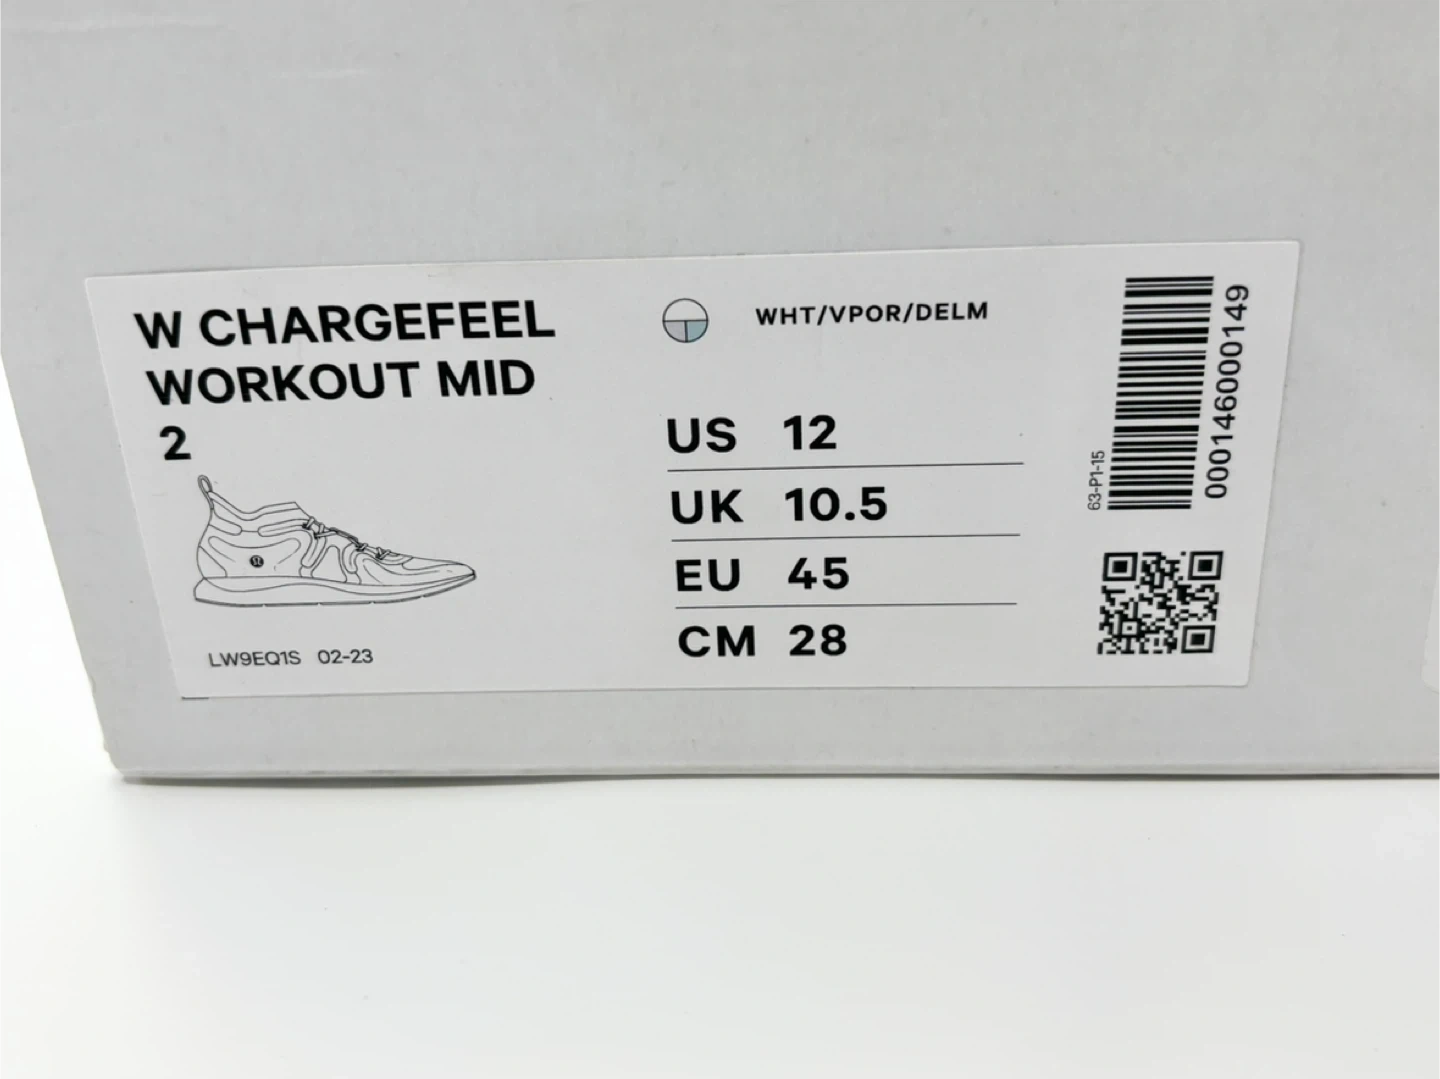 W CHARGEFEEL
WORKOUT MID
2
LW9EQ1S 02-23
WHT/VPOR/DELM
US 12
UK 10.5
EU 45
CM 28
63-P1-15
000146000149